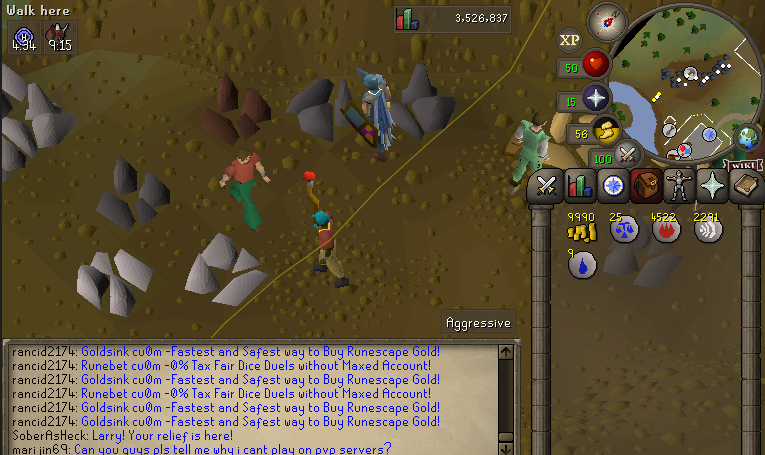 Walk here
3,526,837
4:34
9:15
XP
50
15
56
100
WIKI
9990
25
4522
2291
9
Aggressive
rancid2174: Goldsink cu0m -Fastest and Safest way to Buy Runescape Gold!
rancid2174: Runebet cu0m -0% Tax Fair Dice Duels without Maxed Account!
rancid2174: Goldsink cu0m -Fastest and Safest way to Buy Runescape Gold!
rancid2174: Runebet cu0m -0% Tax Fair Dice Duels without Maxed Account!
rancid2174: Goldsink cu0m -Fastest and Safest way to Buy Runescape Gold!
rancid2174: Goldsink cu0m -Fastest and Safest way to Buy Runescape Gold!
SoberAsHeck: Larry! Your relief is here!
marijin69: Can you guys pls tell me why i cant play on pvp servers?